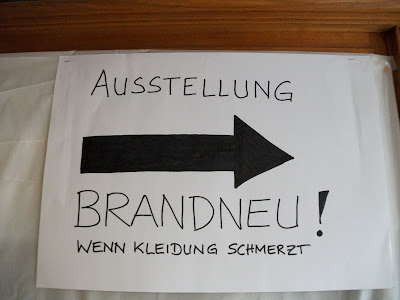 AUSSTELLUNG
BRANDNEU!
WENN KLEIDUNG SCHMERZT